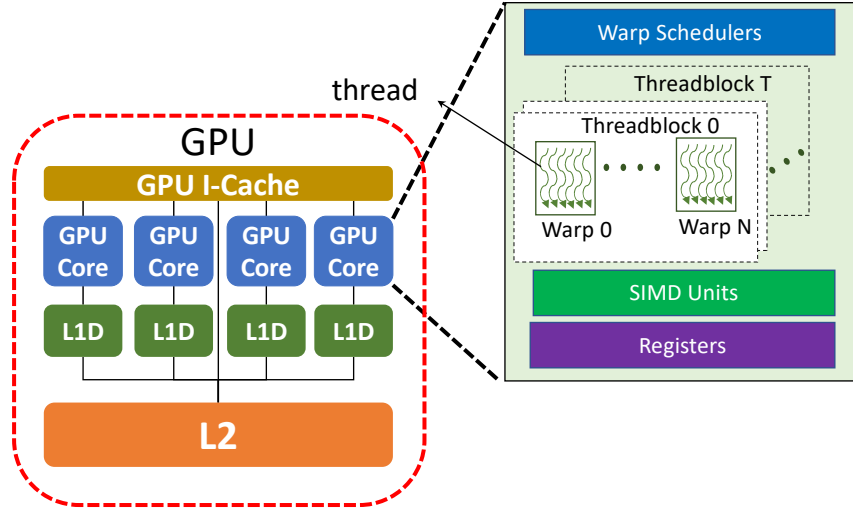 Warp Schedulers
thread
Threadblock T
Threadblock 0
Warp 0
Warp N
SIMD Units
Registers
GPU
GPU I-Cache
GPU
Core
GPU
Core
GPU
Core
GPU
Core
L1D
L1D
L1D
L1D
L2